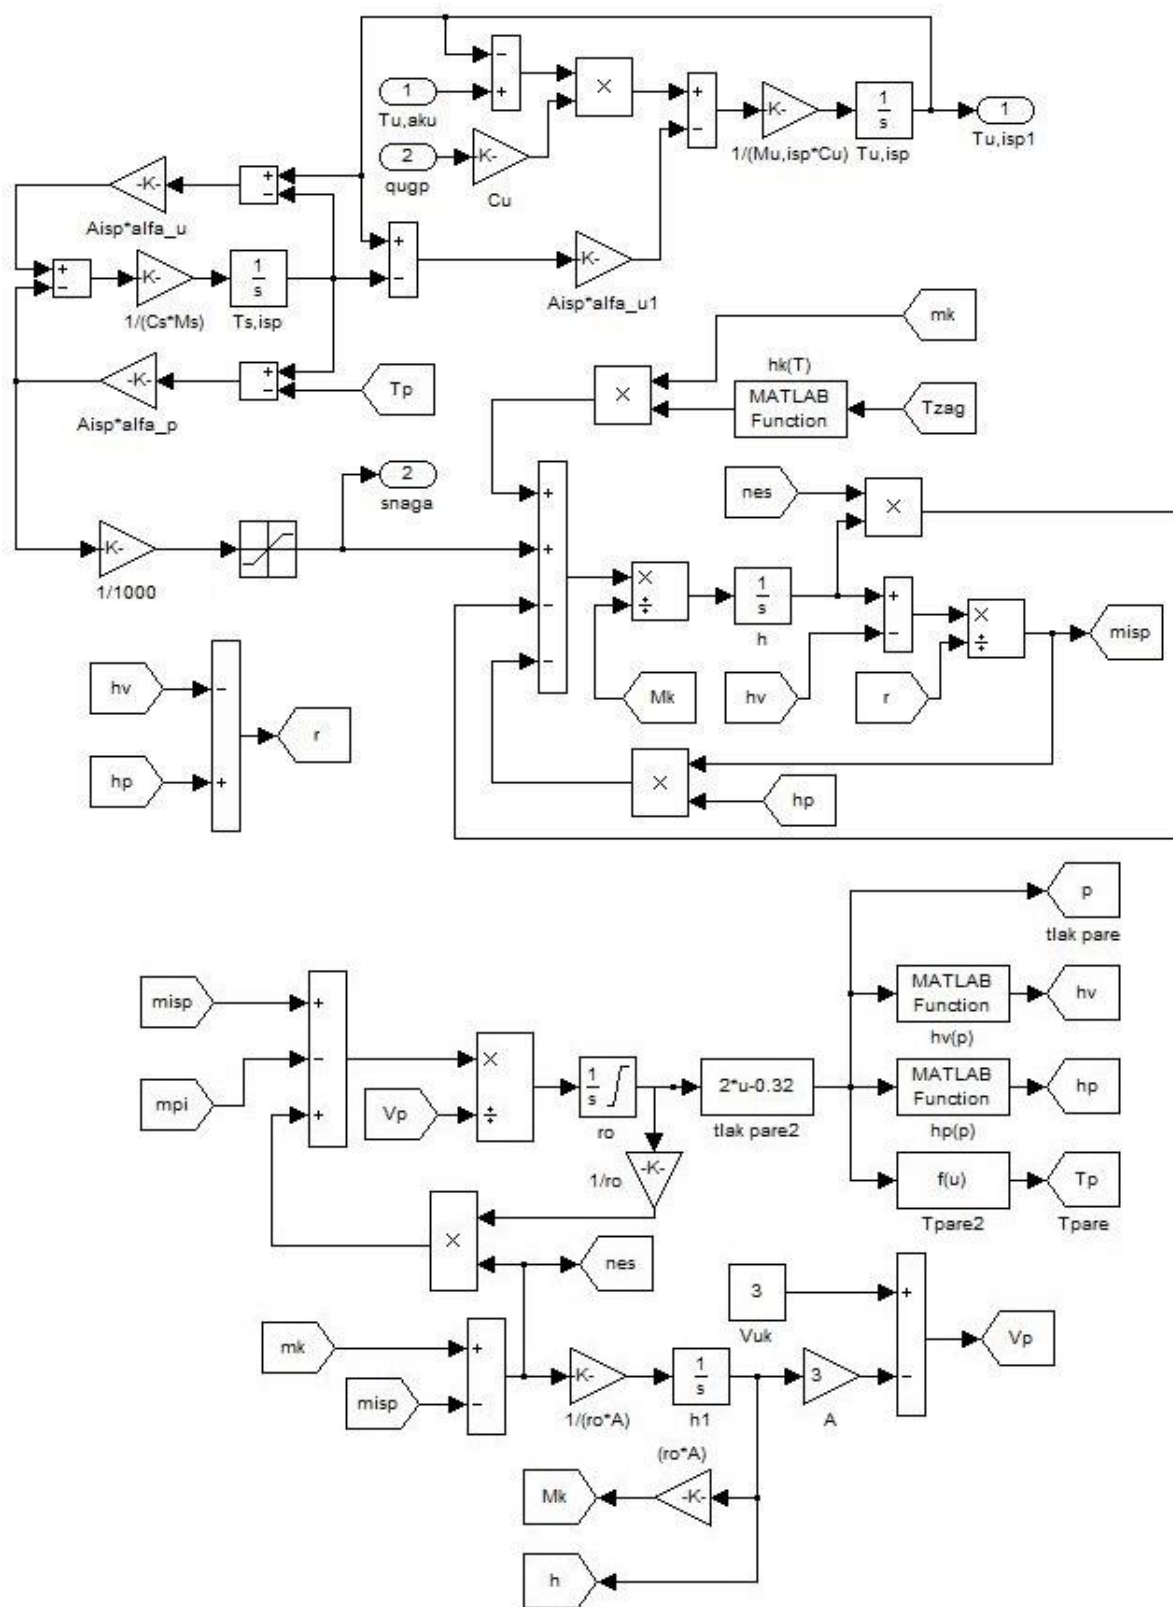 −
+
1
Tu,aku
×
2
qugp
K-
Cu
+
−
K-
1/(Mu,isp*Cu)
1
s
Tu,isp
1
Tu,isp1
-K-
Aisp*alfa_u
+
−
+
−
K-
Aisp*alfa_u1
+
−
K-
1/(Cs*Ms)
1
s
Ts,isp
-K-
Aisp*alfa_p
+
−
Tp
mk
×
hk(T)
MATLAB
Function
Tzag
2
snaga
K-
1/1000
+
+
−
−
nes
×
×
÷
1
s
h
+
−
×
÷
misp
Mk
hv
r
hv
−
hp
+
r
×
hp
p
tlak pare
misp
mpi
+
−
+
×
÷
Vp
1
s
ro
2*u-0.32
tlak pare2
MATLAB
Function
hv(p)
hv
MATLAB
Function
hp(p)
hp
-K-
1/ro
f(u)
Tpare2
Tp
Tpare
×
nes
3
Vuk
+
−
Vp
mk
misp
+
−
-K-
1/(ro*A)
1
s
h1
3
A
(ro*A)
-K-
Mk
h